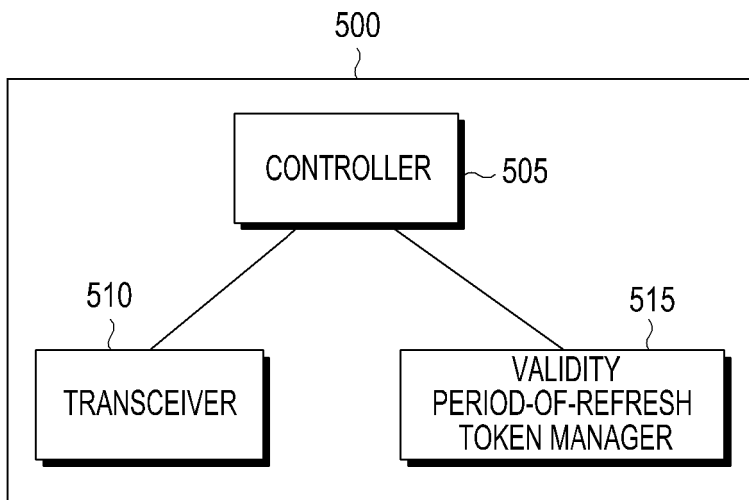 500
CONTROLLER
505
510
515
TRANSCEIVER
VALIDITY
PERIOD-OF-REFRESH
TOKEN MANAGER